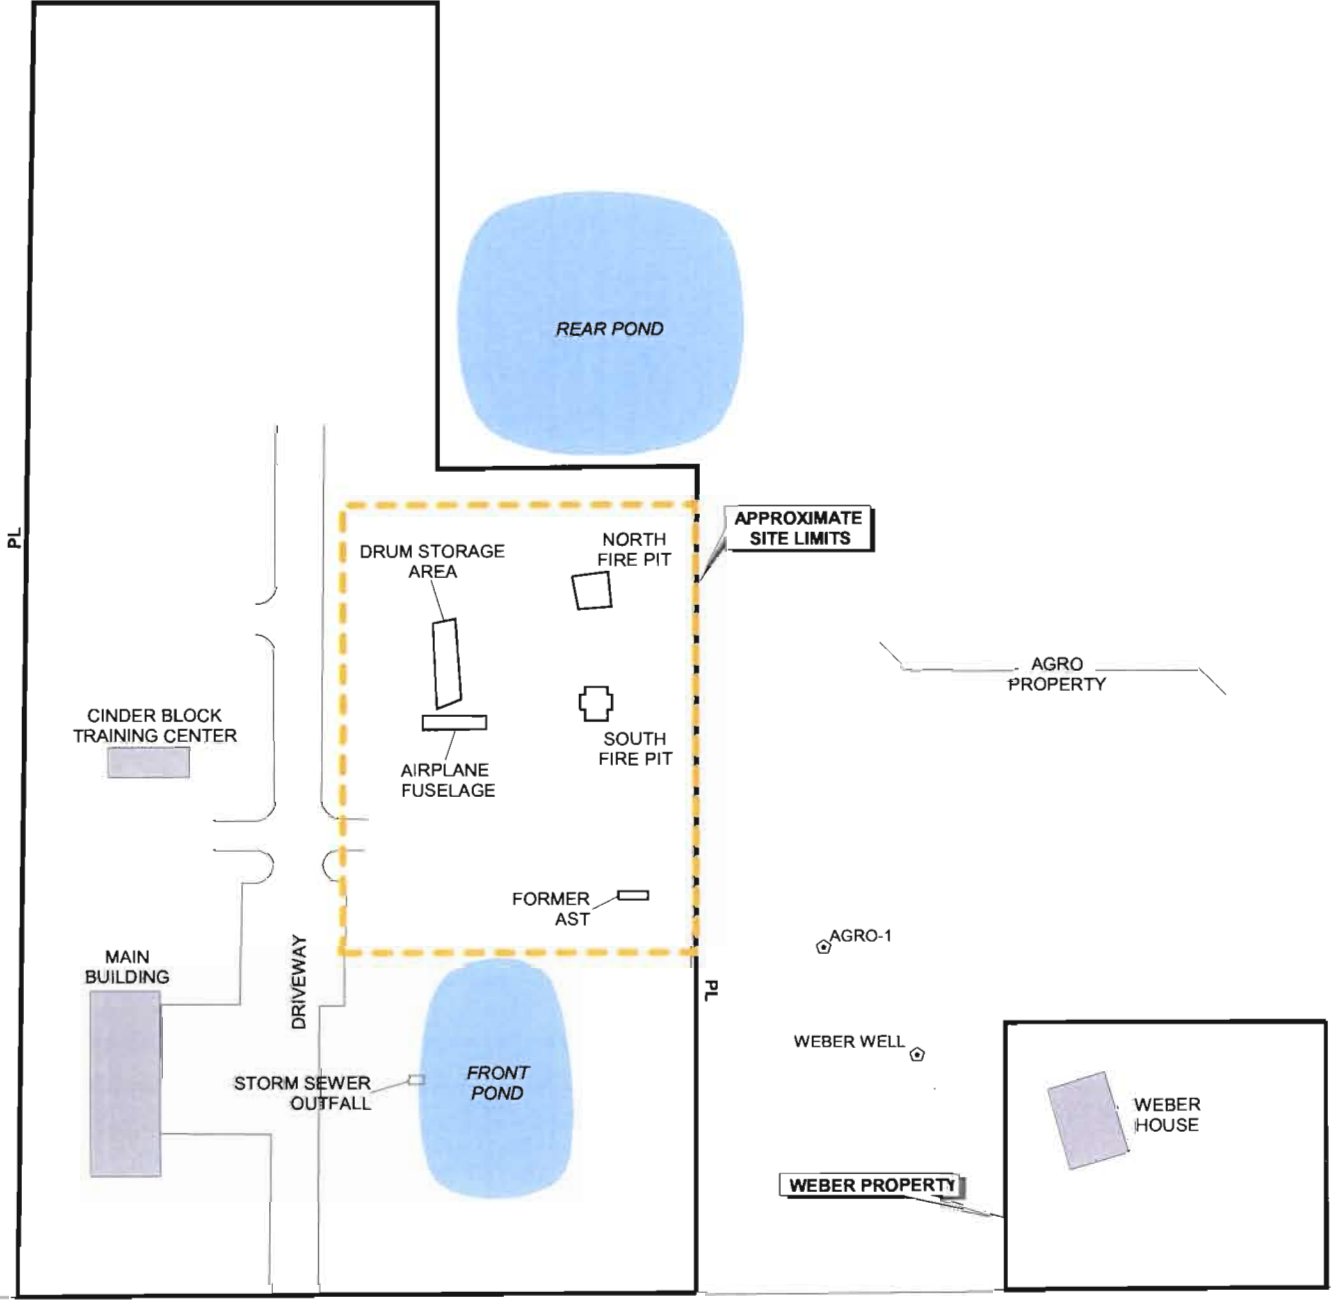 REAR POND
PL
APPROXIMATE
SITE LIMITS
DRUM STORAGE
AREA
NORTH
FIRE PIT
AGRO
PROPERTY
CINDER BLOCK
TRAINING CENTER
SOUTH
FIRE PIT
AIRPLANE
FUSELAGE
FORMER
AST
AGRO-1
MAIN
BUILDING
DRIVEWAY
PL
WEBER WELL
STORM SEWER
OUTFALL
FRONT
POND
WEBER
HOUSE
WEBER PROPERTY